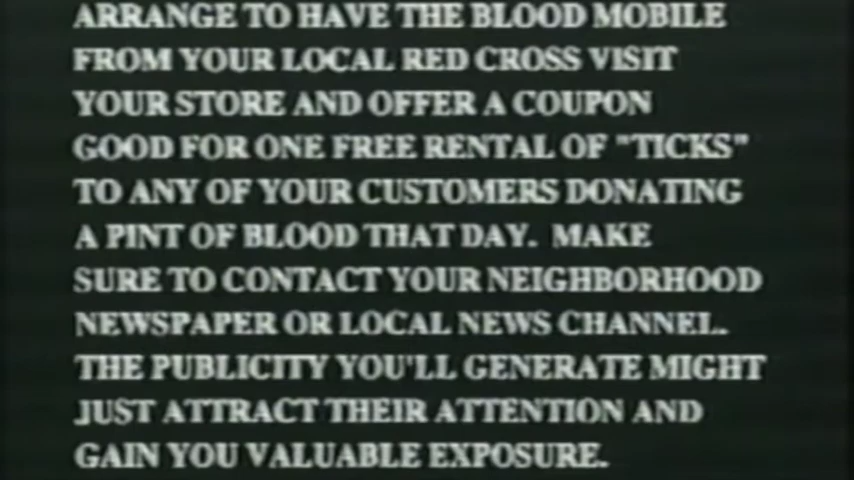 ARRANGE TO HAVE THE BLOOD MOBILE
FROM YOUR LOCAL RED CROSS VISIT
YOUR STORE AND OFFER A COUPON
GOOD FOR ONE FREE RENTAL OF "TICKS"
TO ANY OF YOUR CUSTOMERS DONATING
A PINT OF BLOOD THAT DAY. MAKE
SURE TO CONTACT YOUR NEIGHBORHOOD
NEWSPAPER OR LOCAL NEWS CHANNEL.
THE PUBLICITY YOU'LL GENERATE MIGHT
JUST ATTRACT THEIR ATTENTION AND
GAIN YOU VALUABLE EXPOSURE.